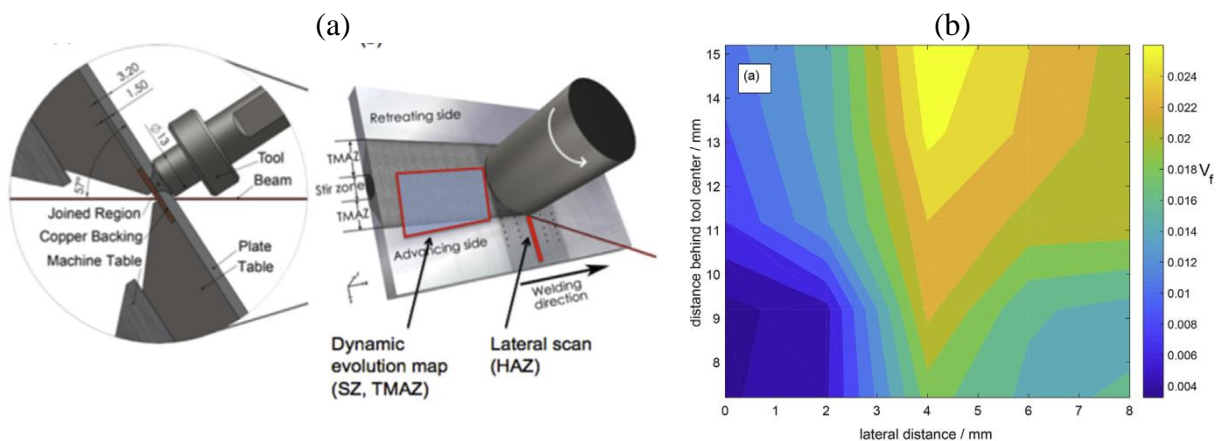 (a)
(b)
3.20
1.50
Ø13
57°
Tool
Beam
Joined Region
Copper Backing
Machine Table
Plate
Table
Retreating side
TMAZ
Stir zone
TMAZ
Advancing side
Welding
direction
Dynamic
evolution map
(SZ, TMAZ)
Lateral scan
(HAZ)
(a)
distance behind tool center / mm
15
14
13
12
11
10
9
8
0 1 2 3 4 5 6 7 8
lateral distance / mm
0.024
0.022
0.02
0.018
0.016
0.014
0.012
0.01
0.008
0.006
0.004
Vf